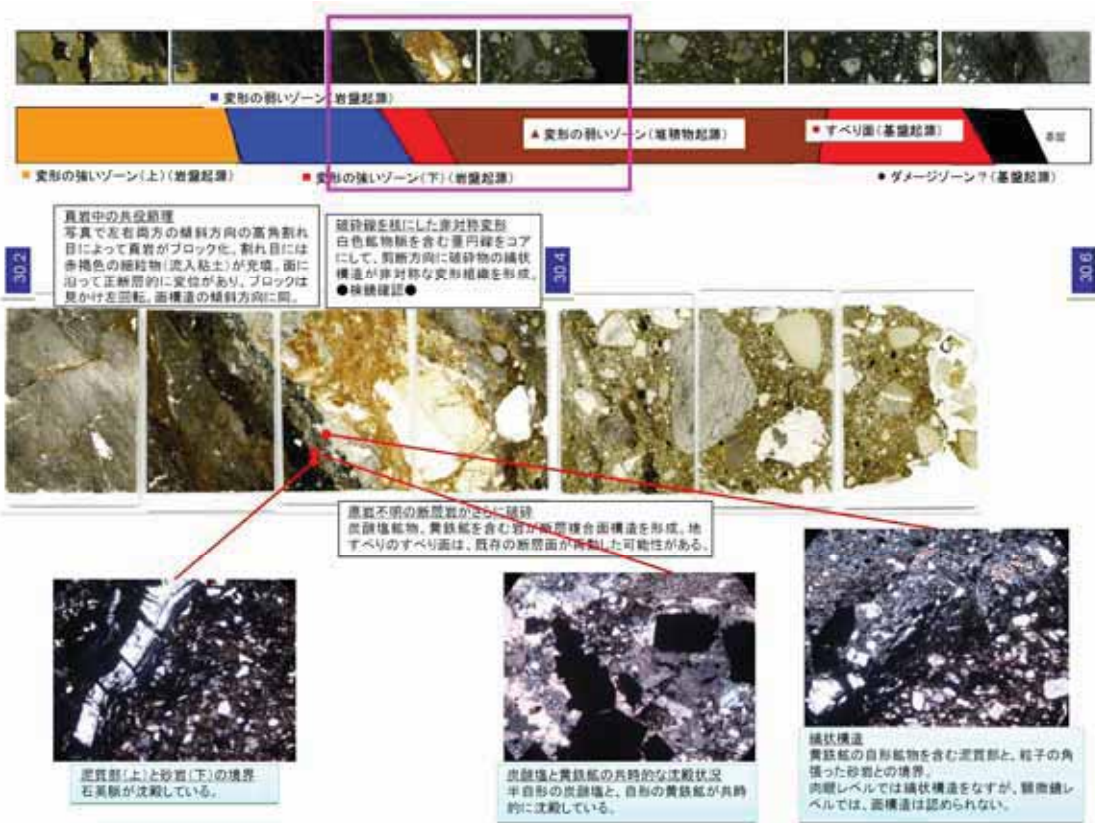 ■ 変形の弱いゾーン(岩盤起源)
▲ 変形の弱いゾーン(堆積物起源)
● すべり面(基盤起源)
基盤
■ 変形の強いゾーン(上)(岩盤起源)
■ 変形の強いゾーン(下)(岩盤起源)
● ダメージゾーン?(基盤起源)
頁岩中の共役節理
写真で左右両方の傾斜方向の高角割れ
目によって頁岩がブロック化。割れ目には
赤褐色の細粒物(流入粘土)が充填。面に
沿って正断層的に変位があり、ブロックは
見かけ左回転。面構造の傾斜方向に同。
破砕礫を核にした非対称変形
白色鉱物脈を含む亜円礫をコア
にして、剪断方向に破砕物の縞状
構造が非対称な変形組織を形成。
●検鏡確認●
30.2
30.4
30.6
原岩不明の断層岩がさらに破砕
炭酸塩鉱物、黄鉄鉱を含む岩が断層複合面構造を形成。地
すべりのすべり面は、既存の断層面が再動した可能性がある。
泥質部(上)と砂岩(下)の境界
石英脈が沈殿している。
炭酸塩と黄鉄鉱の共時的な沈殿状況
半自形の炭酸塩と、自形の黄鉄鉱が共時
的に沈殿している。
縞状構造
黄鉄鉱の自形鉱物を含む泥質部と、粒子の角
張った砂岩との境界。
肉眼レベルでは縞状構造をなすが、顕微鏡レ
ベルでは、面構造は認められない。